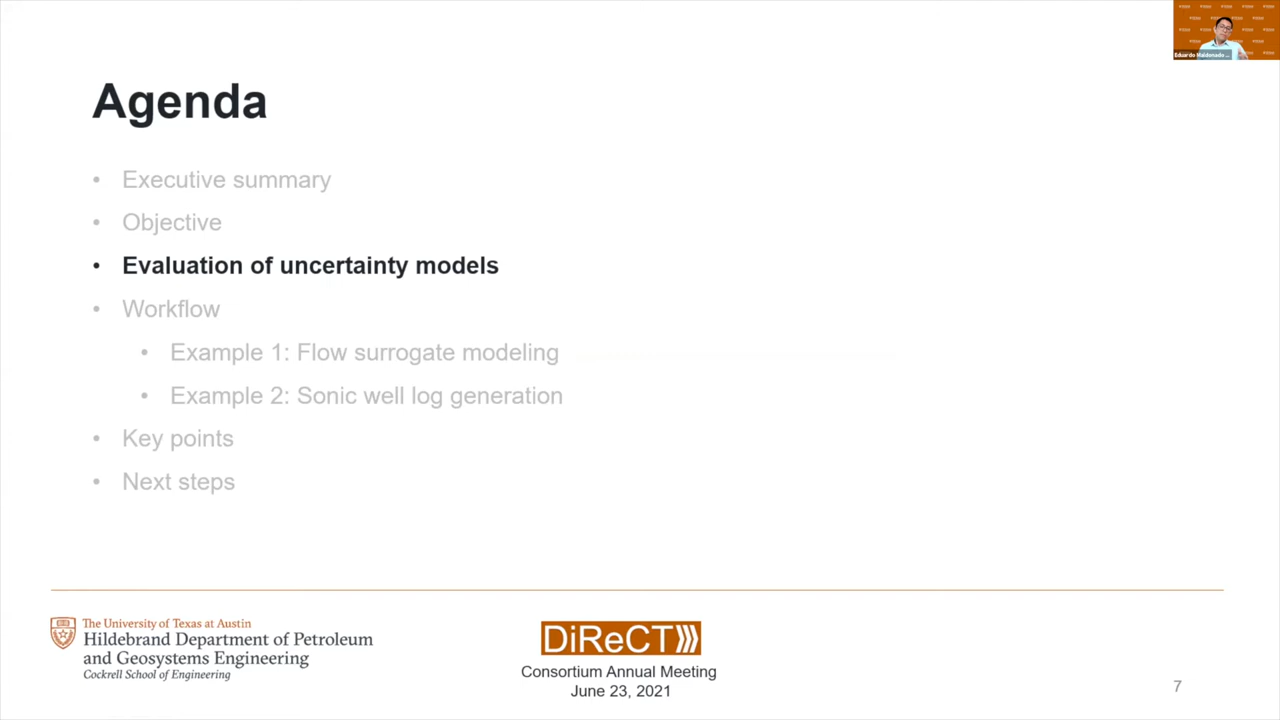 Eduardo Maldonado ...
Agenda
• Executive summary
• Objective
• Evaluation of uncertainty models
• Workflow
• Example 1: Flow surrogate modeling
• Example 2: Sonic well log generation
• Key points
• Next steps
The University of Texas at Austin
Hildebrand Department of Petroleum
and Geosystems Engineering
Cockrell School of Engineering
DiReCT
Consortium Annual Meeting
June 23, 2021
7